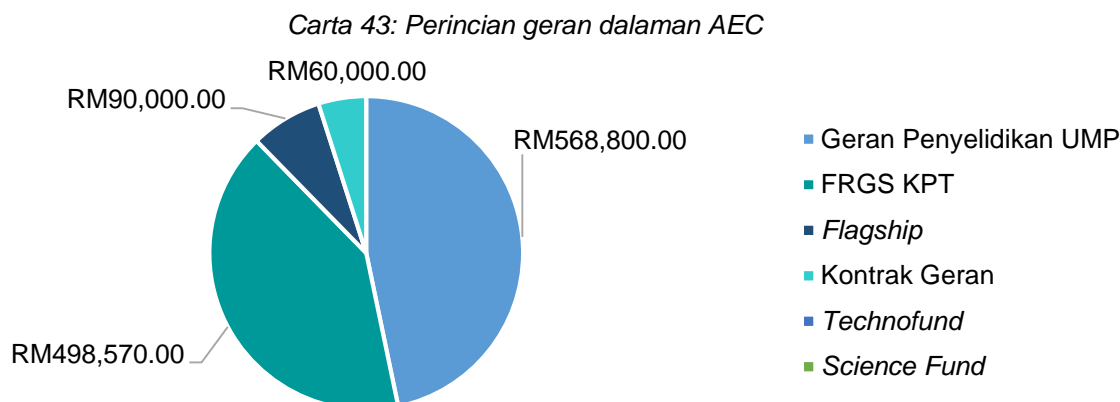 Carta 43: Perincian geran dalaman AEC
RM60,000.00
RM90,000.00
RM568,800.00
RM498,570.00
Geran Penyelidikan UMP
FRGS KPT
Flagship
Kontrak Geran
Technofund
Science Fund